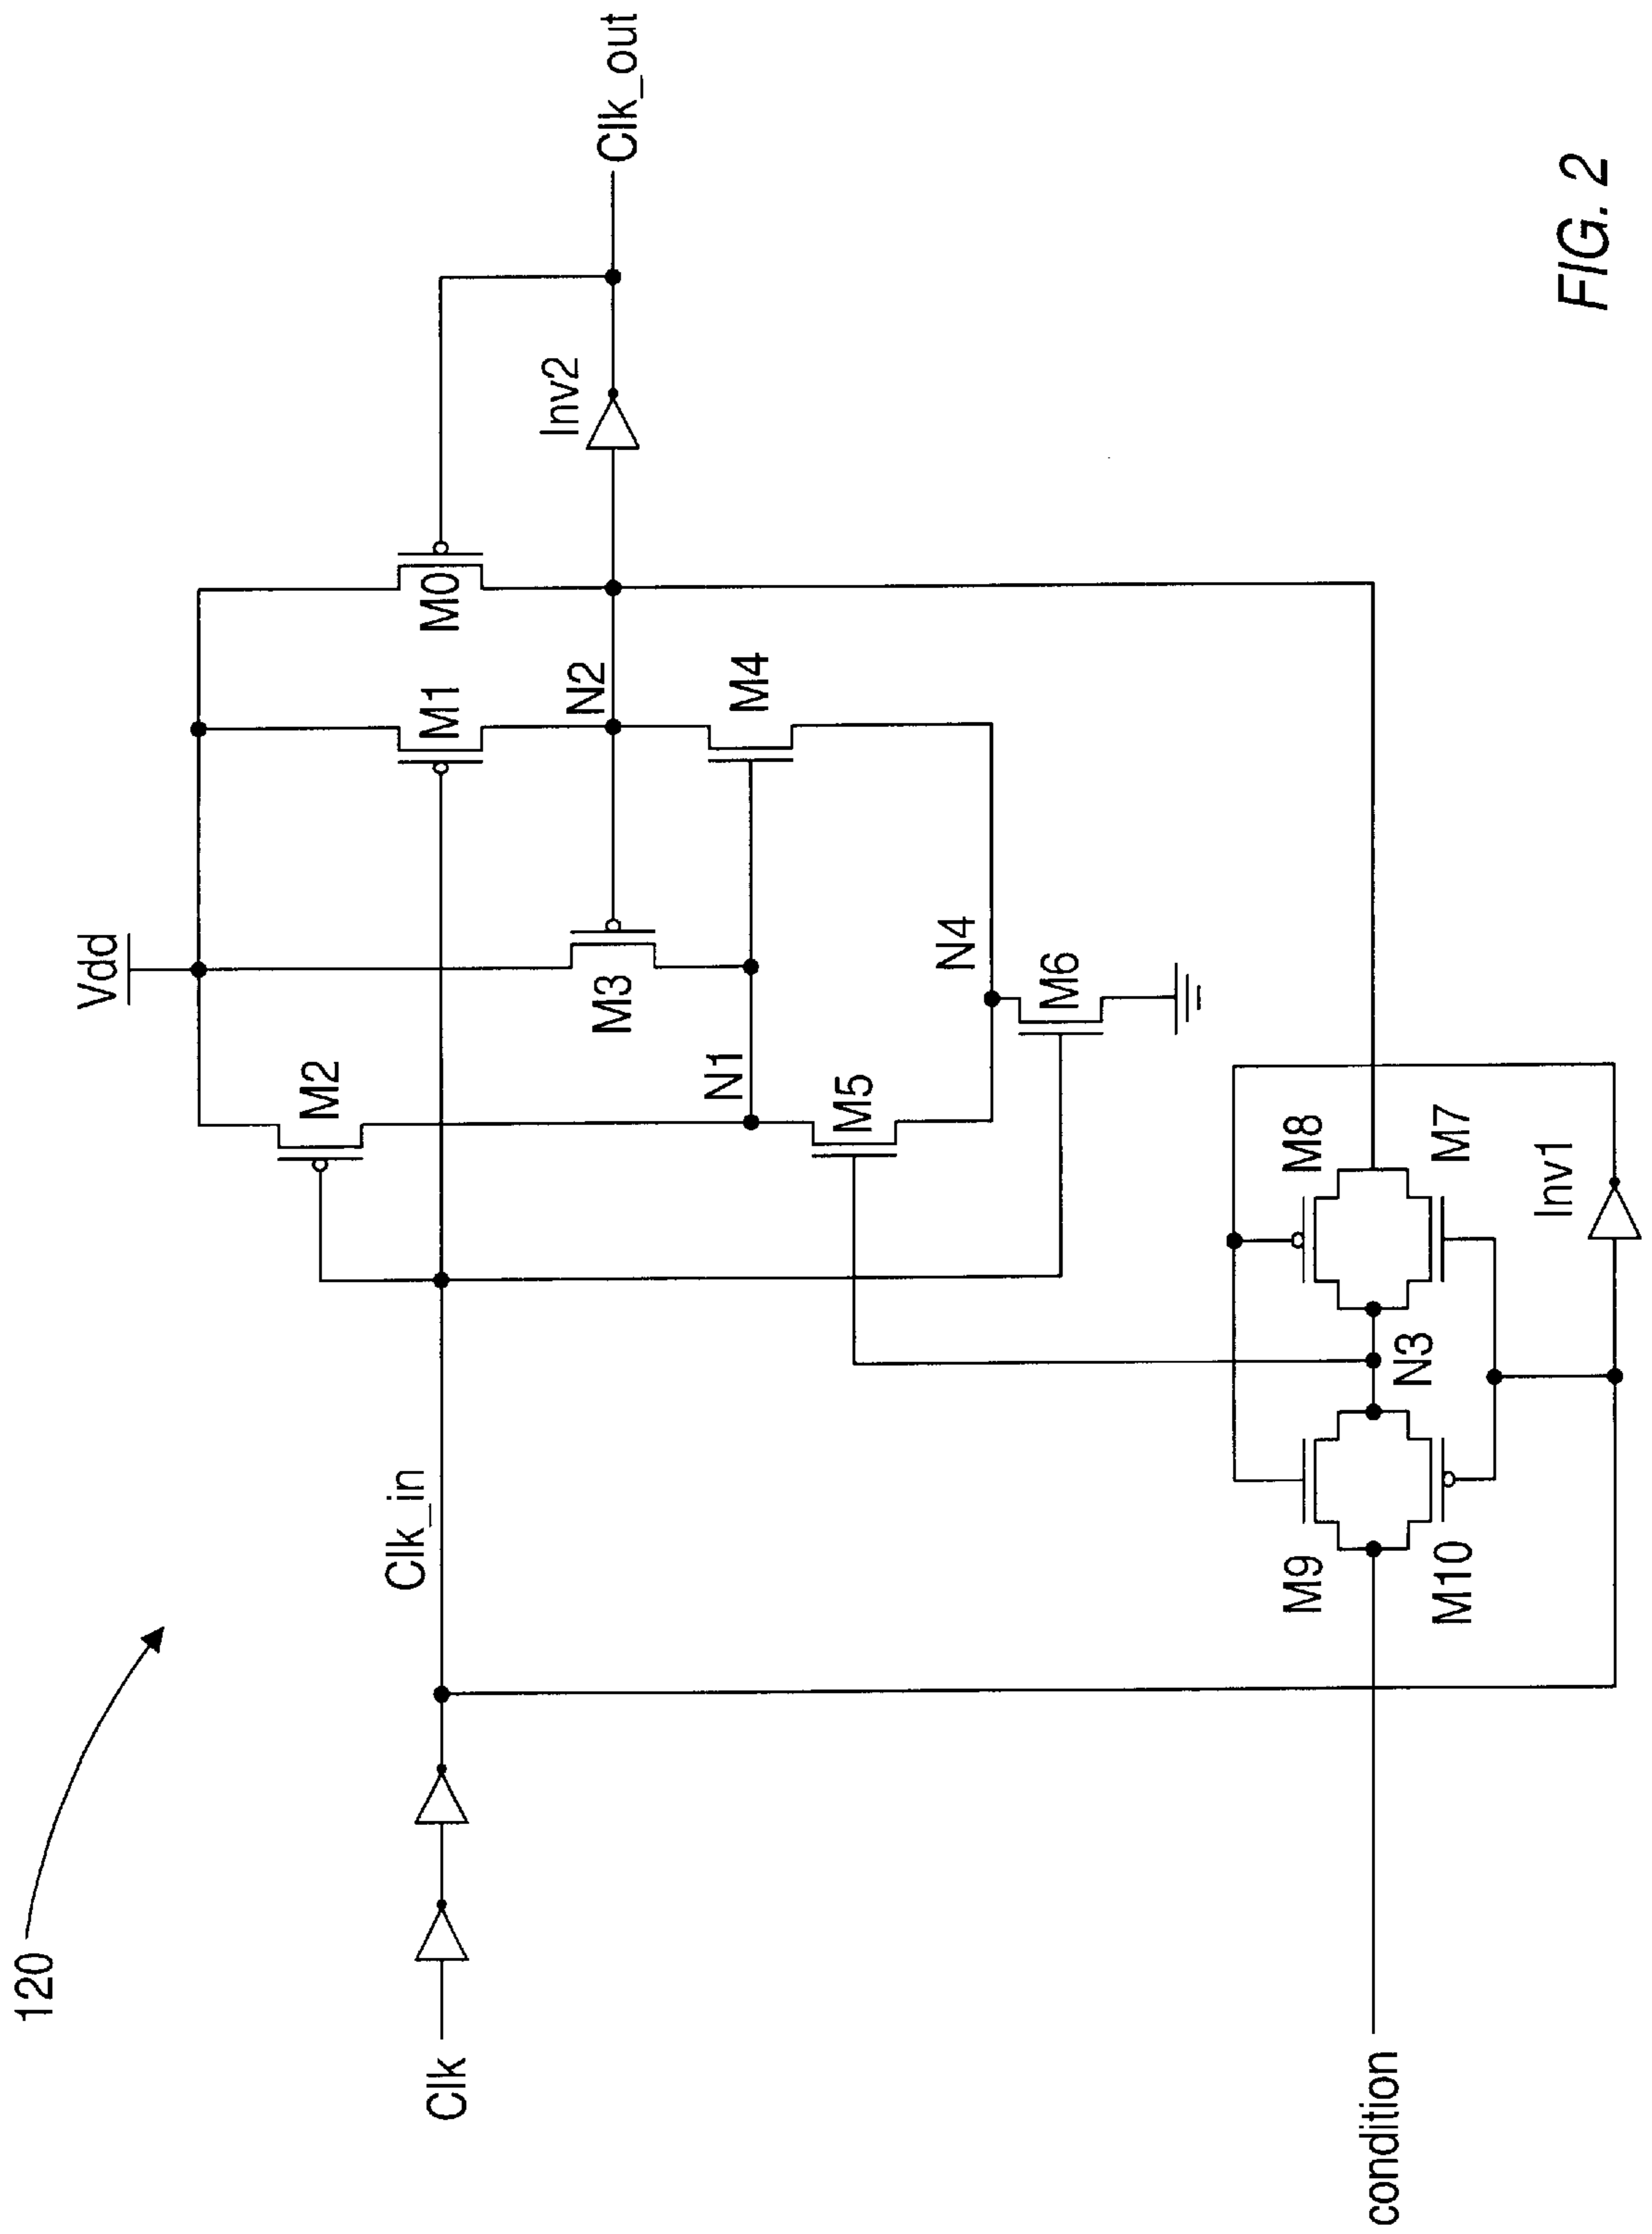 120
Vdd
M2
M1
M0
Clk
Clk_in
M3
N2
Inv2
Clk_out
N1
M4
M5
N4
M6
M9
M8
M10
N3
M7
condition
Inv1
FIG. 2